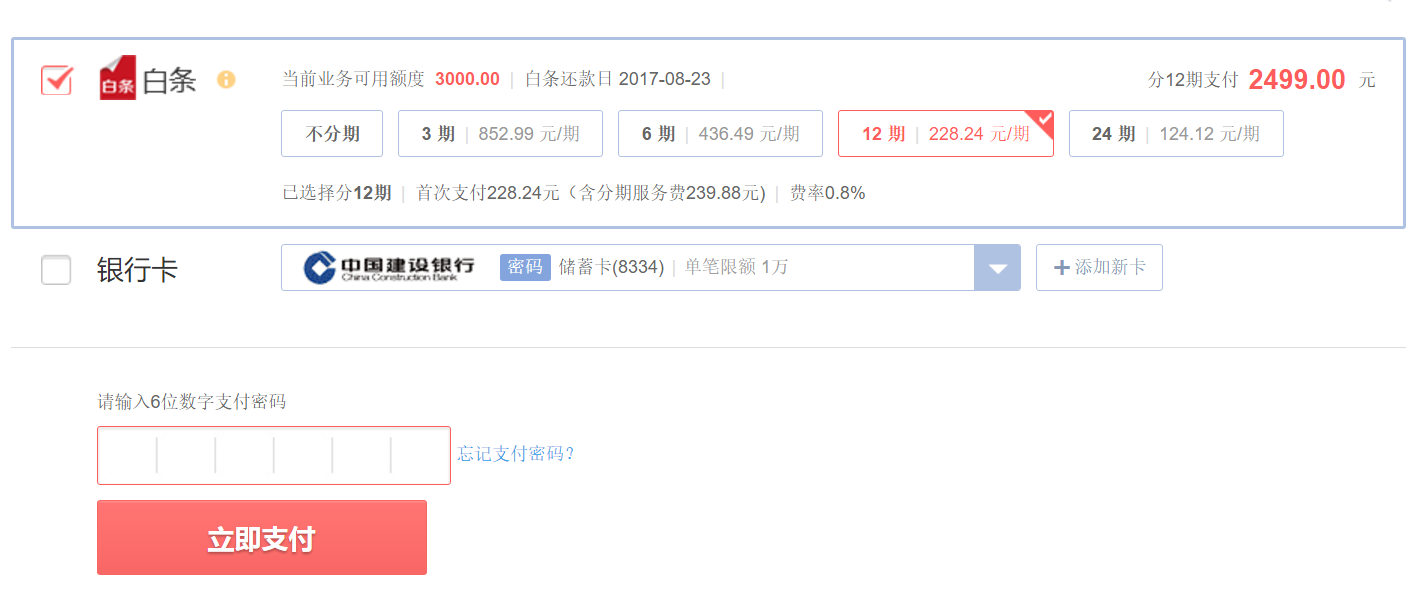 白条 白条 当前业务可用额度 3000.00 | 白条还款日 2017-08-23 | 分12期支付 2499.00 元
不分期 3 期 | 852.99 元/期 6 期 | 436.49 元/期 12 期 | 228.24 元/期 24 期 | 124.12 元/期
已选择分12期 | 首次支付228.24元（含分期服务费239.88元) | 费率0.8%
银行卡 中国建设银行 China Construction Bank 密码 储蓄卡(8334) | 单笔限额 1万 +添加新卡
请输入6位数字支付密码
忘记支付密码？
立即支付